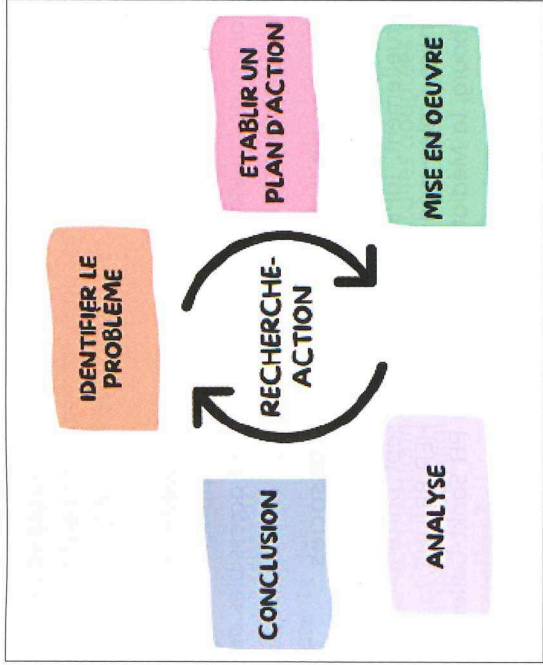 IDENTIFIER LE
PROBLÈME
ETABLIR UN
PLAN D'ACTION
MISE EN OEUVRE
ANALYSE
CONCLUSION
RECHERCHE-
ACTION